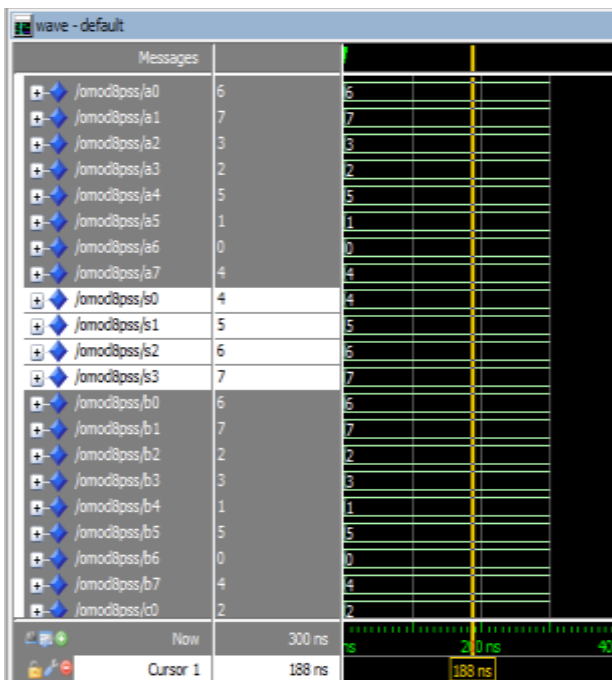 wave - default
Messages
/omod8pss/a0 6 6
/omod8pss/a1 7 7
/omod8pss/a2 3 3
/omod8pss/a3 2 2
/omod8pss/a4 5 5
/omod8pss/a5 1 1
/omod8pss/a6 0 0
/omod8pss/a7 4 4
/omod8pss/s0 4 4
/omod8pss/s1 5 5
/omod8pss/s2 6 6
/omod8pss/s3 7 7
/omod8pss/b0 6 6
/omod8pss/b1 7 7
/omod8pss/b2 2 2
/omod8pss/b3 3 3
/omod8pss/b4 1 1
/omod8pss/b5 5 5
/omod8pss/b6 0 0
/omod8pss/b7 4 4
/omod8pss/c0 2 2
Now 300 ns ns 200 ns 40
Cursor 1 188 ns 188 ns